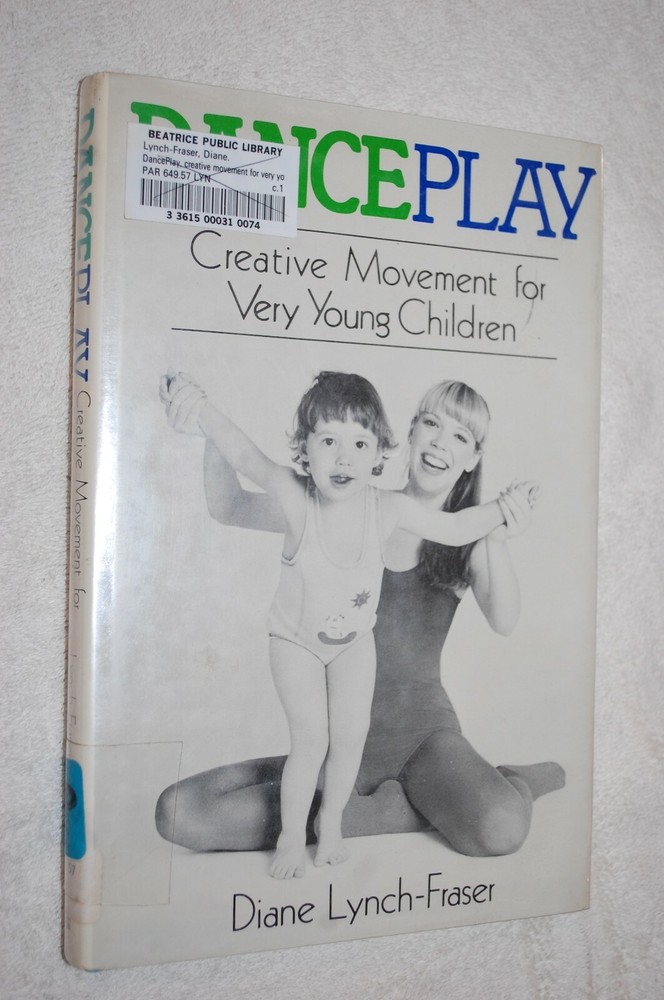 BEATRICE PUBLIC LIBRARY
Lynch-Fraser, Diane.
DancePlay, creative movement for very yo
PAR 649.57 LYN
c.1
3 3615 00031 0074
DANCEPLAY
Creative Movement for
Very Young Children
Diane Lynch-Fraser
DANCEPLAY
Creative Movement for